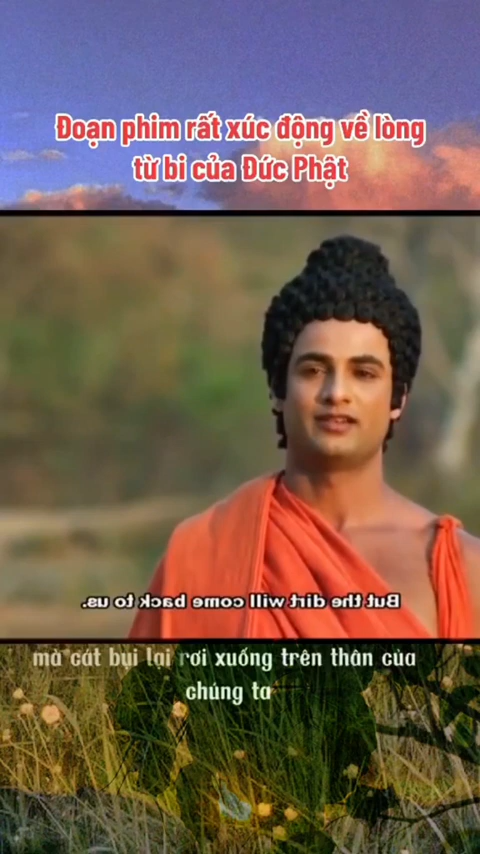 Đoạn phim rất xúc động về lòng
từ bi của Đức Phật
But the dirt will come back to us.
mà cát bụi lại rơi xuống trên thân của
chúng ta